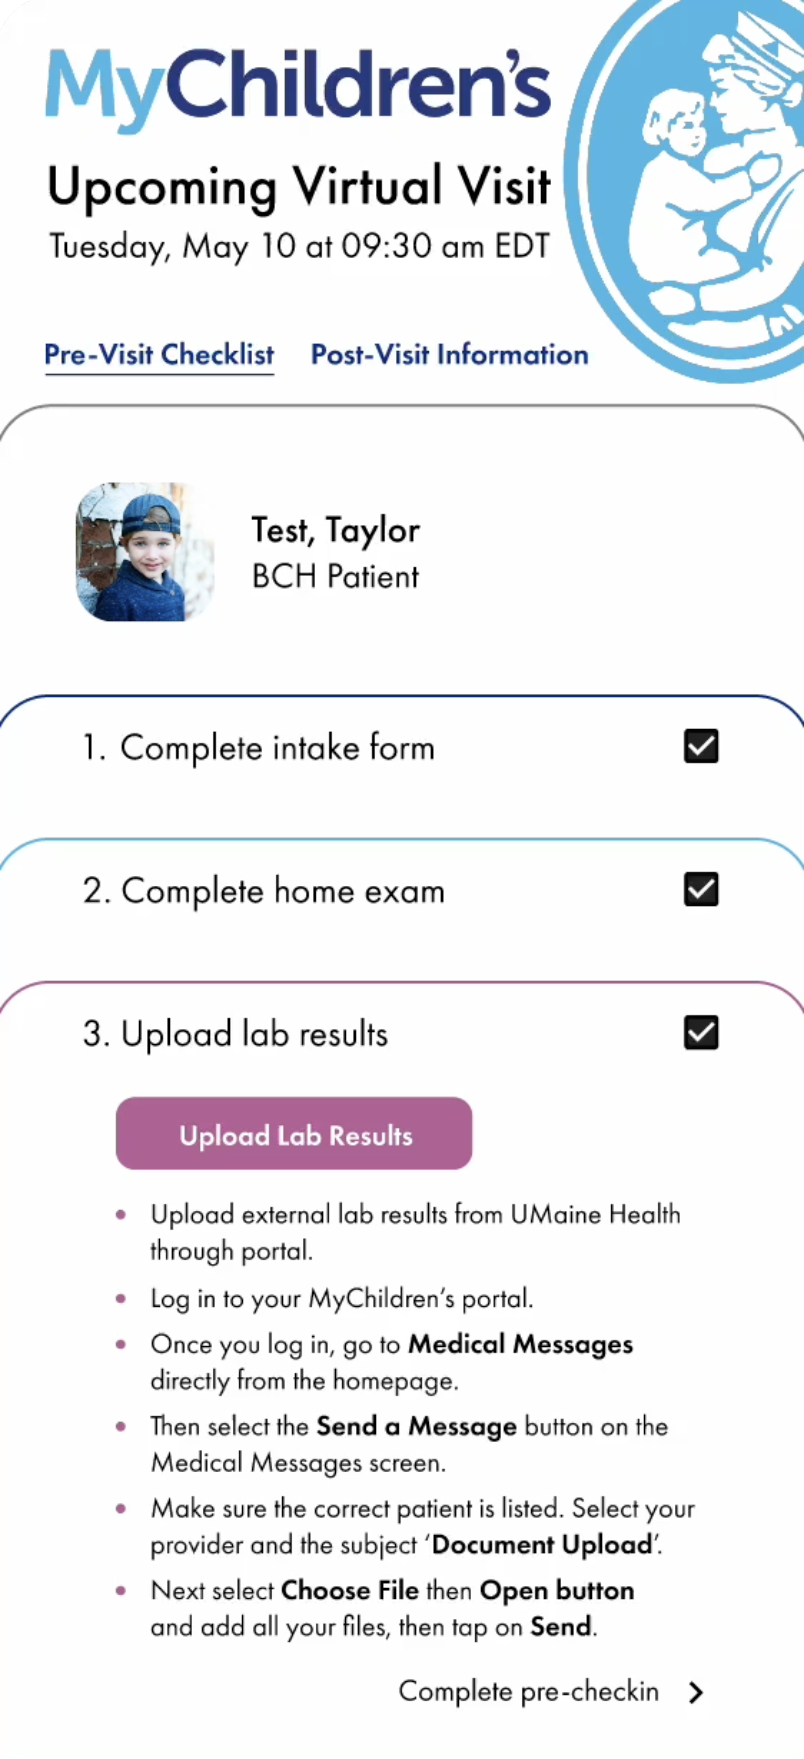 MyChildren's
Upcoming Virtual Visit
Tuesday, May 10 at 09:30 am EDT
Pre-Visit Checklist Post-Visit Information
Test, Taylor
BCH Patient
1. Complete intake form
2. Complete home exam
3. Upload lab results
Upload Lab Results
• Upload external lab results from UMaine Health
through portal.
• Log in to your MyChildren's portal.
• Once you log in, go to Medical Messages
directly from the homepage.
• Then select the Send a Message button on the
Medical Messages screen.
• Make sure the correct patient is listed. Select your
provider and the subject ‘Document Upload’.
• Next select Choose File then Open button
and add all your files, then tap on Send.
Complete pre-checkin >